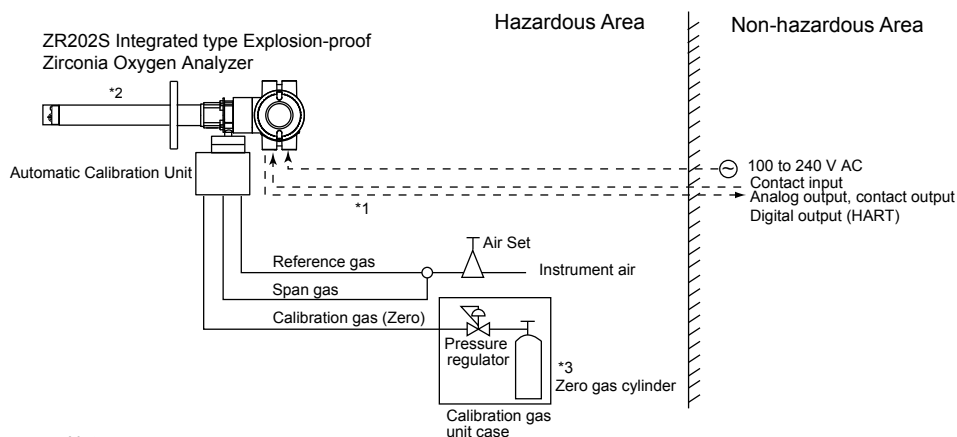 Hazardous Area
Non-hazardous Area
ZR202S Integrated type Explosion-proof
Zirconia Oxygen Analyzer
*2
Automatic Calibration Unit
100 to 240 V AC
Contact input
Analog output, contact output
Digital output (HART)
*1
Air Set
Reference gas
Instrument air
Span gas
Calibration gas (Zero)
Pressure
regulator
*3
Zero gas cylinder
Calibration gas
unit case